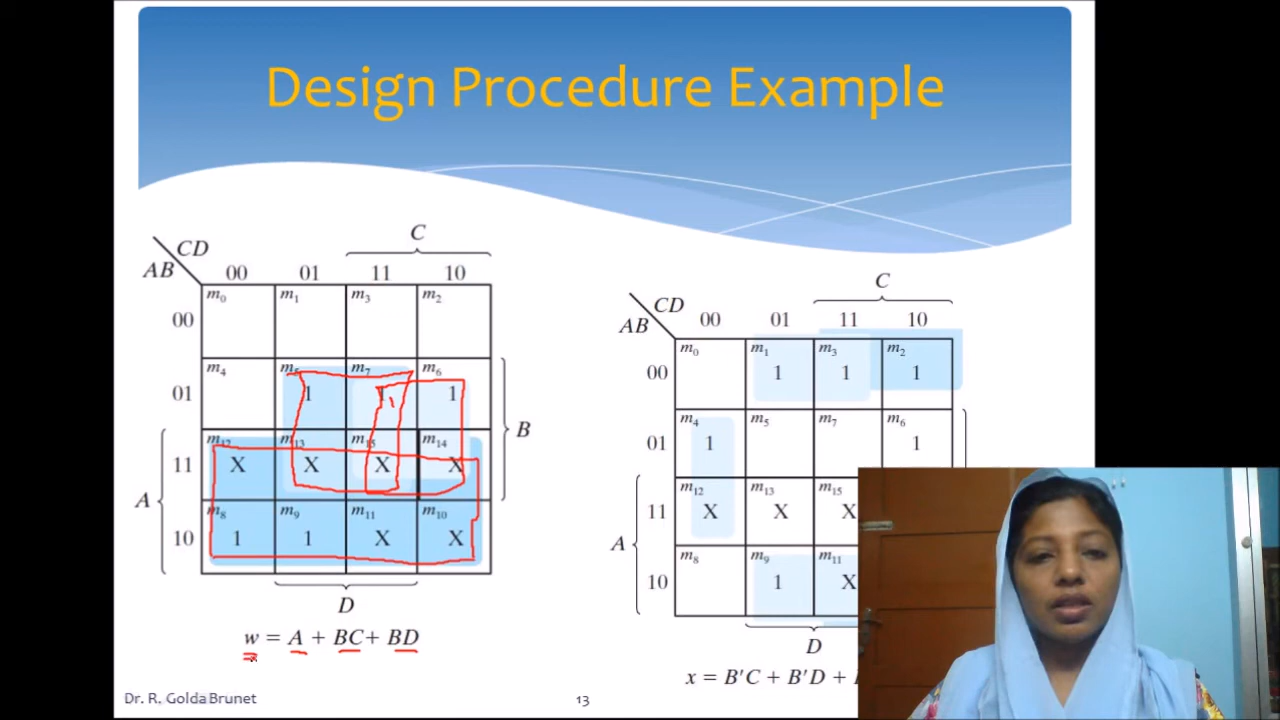 Design Procedure Example
C
CD
AB
00 01 11 10
m0 m1 m3 m2
00
m4 m5 m7 m6
01 1 1 1
B
m12 m13 m15 m14
11 X X X X
A
m8 m9 m11 m10
10 1 1 X X
D
w = A + BC + BD
C
CD
AB
00 01 11 10
m0 m1 m3 m2
00 1 1 1
m4 m5 m7 m6
01 1 1
m12 m13 m15
11 X X X
A
m8 m9 m11
10 1 X
D
x = B′C + B′D +
Dr. R. Golda Brunet
13